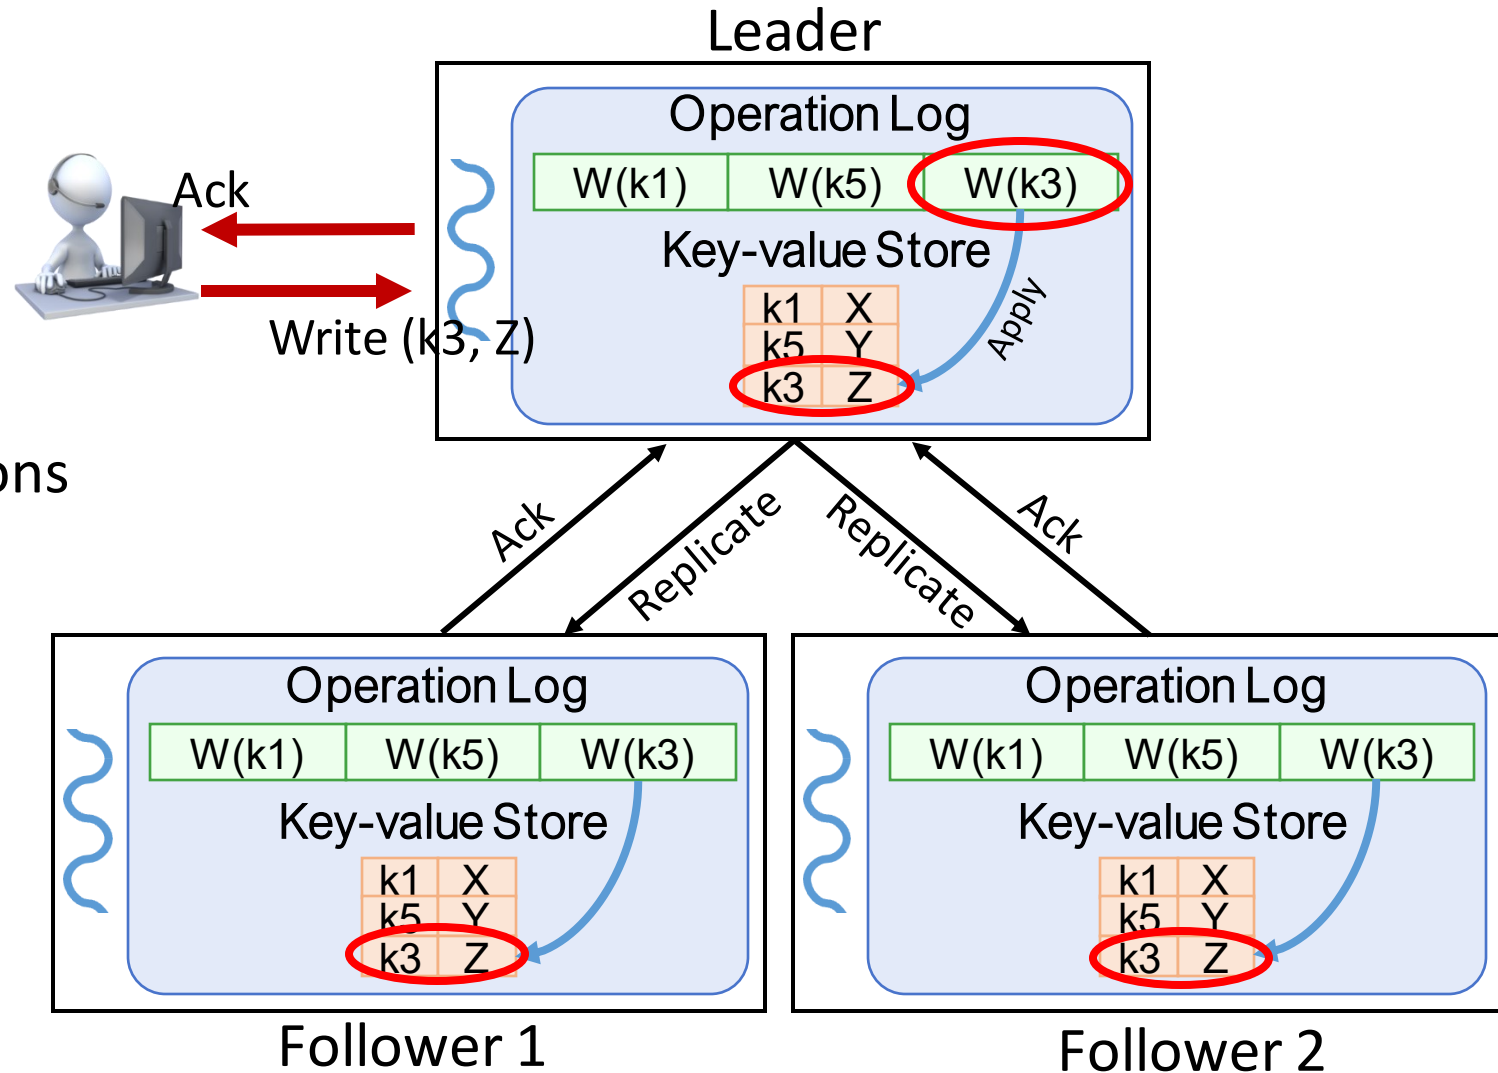 Leader
Operation Log
W(k1) W(k5) W(k3)
Ack
Key-value Store
k1 X
k5 Y
k3 Z
Apply
Write (k3, Z)
ons
Ack
Replicate
Replicate
Ack
Operation Log
W(k1) W(k5) W(k3)
Key-value Store
k1 X
k5 Y
k3 Z
Follower 1
Operation Log
W(k1) W(k5) W(k3)
Key-value Store
k1 X
k5 Y
k3 Z
Follower 2